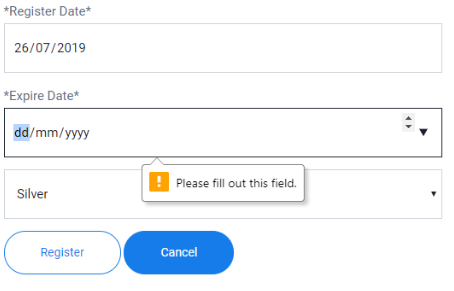 *Register Date*
26/07/2019
*Expire Date*
dd/mm/yyyy
Please fill out this field.
Silver
Register Cancel